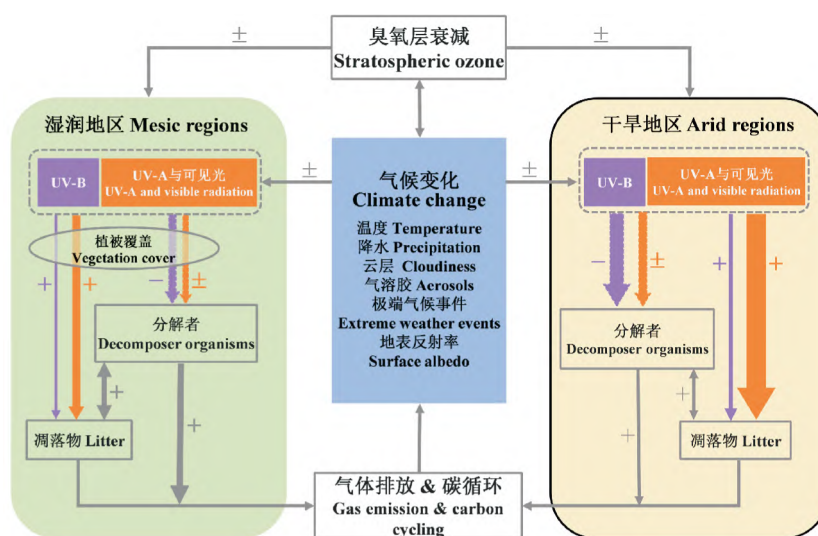 臭氧层衰减
Stratospheric ozone
±
±
湿润地区 Mesic regions
UV-B
UV-A与可见光
UV-A and visible radiation
植被覆盖
Vegetation cover
+
+
−
±
分解者
Decomposer organisms
+
+
凋落物 Litter
±
±
气候变化
Climate change
温度 Temperature
降水 Precipitation
云层 Cloudiness
气溶胶 Aerosols
极端气候事件
Extreme weather events
地表反射率
Surface albedo
干旱地区 Arid regions
UV-B
UV-A与可见光
UV-A and visible radiation
−
±
+
+
分解者
Decomposer organisms
+
+
凋落物 Litter
气体排放 & 碳循环
Gas emission & carbon
cycling